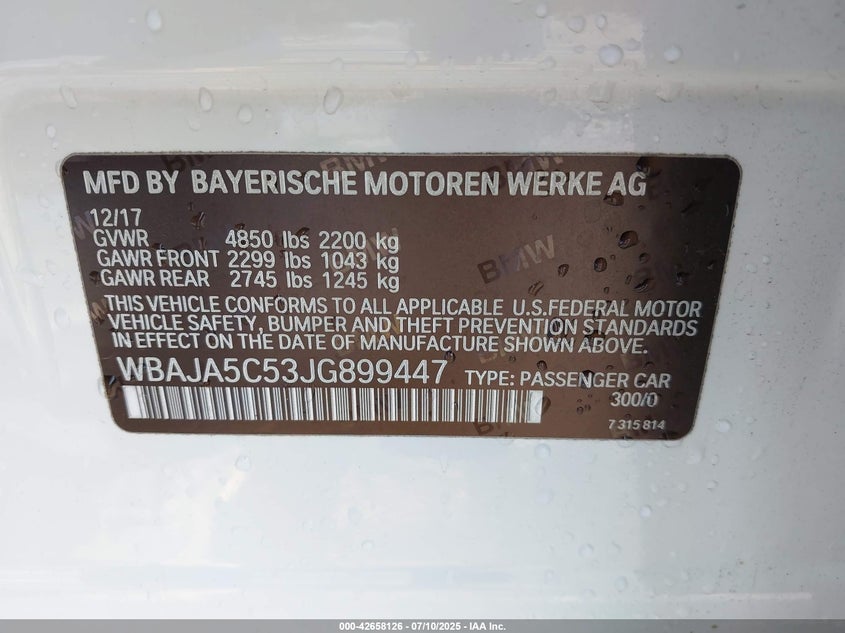 MFD BY BAYERISCHE MOTOREN WERKE AG
12/17
GVWR 4850 lbs 2200 kg
GAWR FRONT 2299 lbs 1043 kg
GAWR REAR 2745 lbs 1245 kg
THIS VEHICLE CONFORMS TO ALL APPLICABLE U.S.FEDERAL MOTOR
VEHICLE SAFETY, BUMPER AND THEFT PREVENTION STANDARDS
IN EFFECT ON THE DATE OF MANUFACTURE SHOWN ABOVE.
WBAJA5C53JG899447 TYPE: PASSENGER CAR
300/0
7 315 814
000-42658126 - 07/10/2025 - IAA Inc.